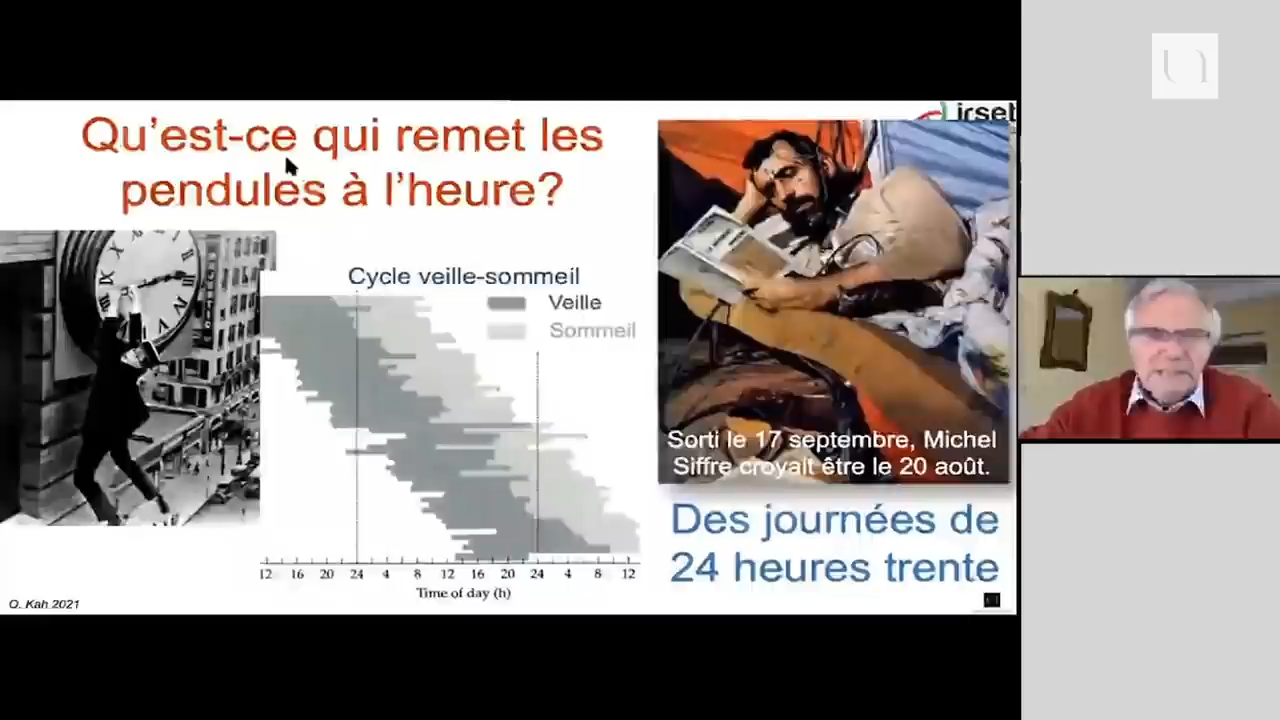 Qu'est-ce qui remet les
pendules à l'heure?
irset
Cycle veille-sommeil
Veille
Sommeil
12 16 20 24 4 8 12 16 20 24 4 8 12
Time of day (h)
Sorti le 17 septembre, Michel
Siffre croyait être le 20 août.
Des journées de
24 heures trente
O. Kah 2021